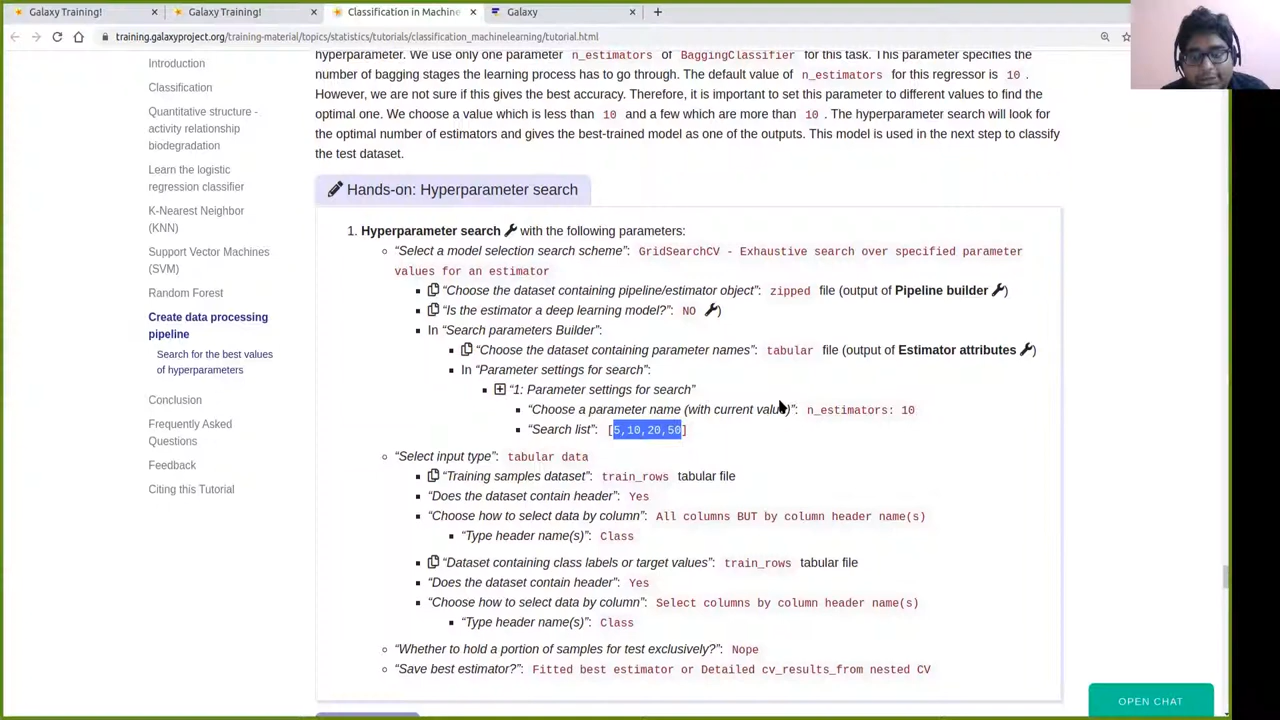 Galaxy Training! × Galaxy Training! × Classification in Machine × Galaxy × +
training.galaxyproject.org/training-material/topics/statistics/tutorials/classification_machinelearning/tutorial.html
Introduction
Classification
Quantitative structure -
activity relationship
biodegradation
Learn the logistic
regression classifier
K-Nearest Neighbor
(KNN)
Support Vector Machines
(SVM)
Random Forest
Create data processing
pipeline
Search for the best values
of hyperparameters
Conclusion
Frequently Asked
Questions
Feedback
Citing this Tutorial
hyperparameter. We use only one parameter n_estimators of BaggingClassifier for this task. This parameter specifies the
number of bagging stages the learning process has to go through. The default value of n_estimators for this regressor is 10 .
However, we are not sure if this gives the best accuracy. Therefore, it is important to set this parameter to different values to find the
optimal one. We choose a value which is less than 10 and a few which are more than 10 . The hyperparameter search will look for
the optimal number of estimators and gives the best-trained model as one of the outputs. This model is used in the next step to classify
the test dataset.
Hands-on: Hyperparameter search
1. Hyperparameter search with the following parameters:
“Select a model selection search scheme”: GridSearchCV - Exhaustive search over specified parameter
values for an estimator
“Choose the dataset containing pipeline/estimator object”: zipped file (output of Pipeline builder )
“Is the estimator a deep learning model?”: NO )
In “Search parameters Builder”:
“Choose the dataset containing parameter names”: tabular file (output of Estimator attributes )
In “Parameter settings for search”:
“1: Parameter settings for search”
“Choose a parameter name (with current value)”: n_estimators: 10
“Search list”: [5,10,20,50]
“Select input type”: tabular data
“Training samples dataset”: train_rows tabular file
“Does the dataset contain header”: Yes
“Choose how to select data by column”: All columns BUT by column header name(s)
“Type header name(s)”: Class
“Dataset containing class labels or target values”: train_rows tabular file
“Does the dataset contain header”: Yes
“Choose how to select data by column”: Select columns by column header name(s)
“Type header name(s)”: Class
“Whether to hold a portion of samples for test exclusively?”: Nope
“Save best estimator?”: Fitted best estimator or Detailed cv_results_from nested CV
OPEN CHAT